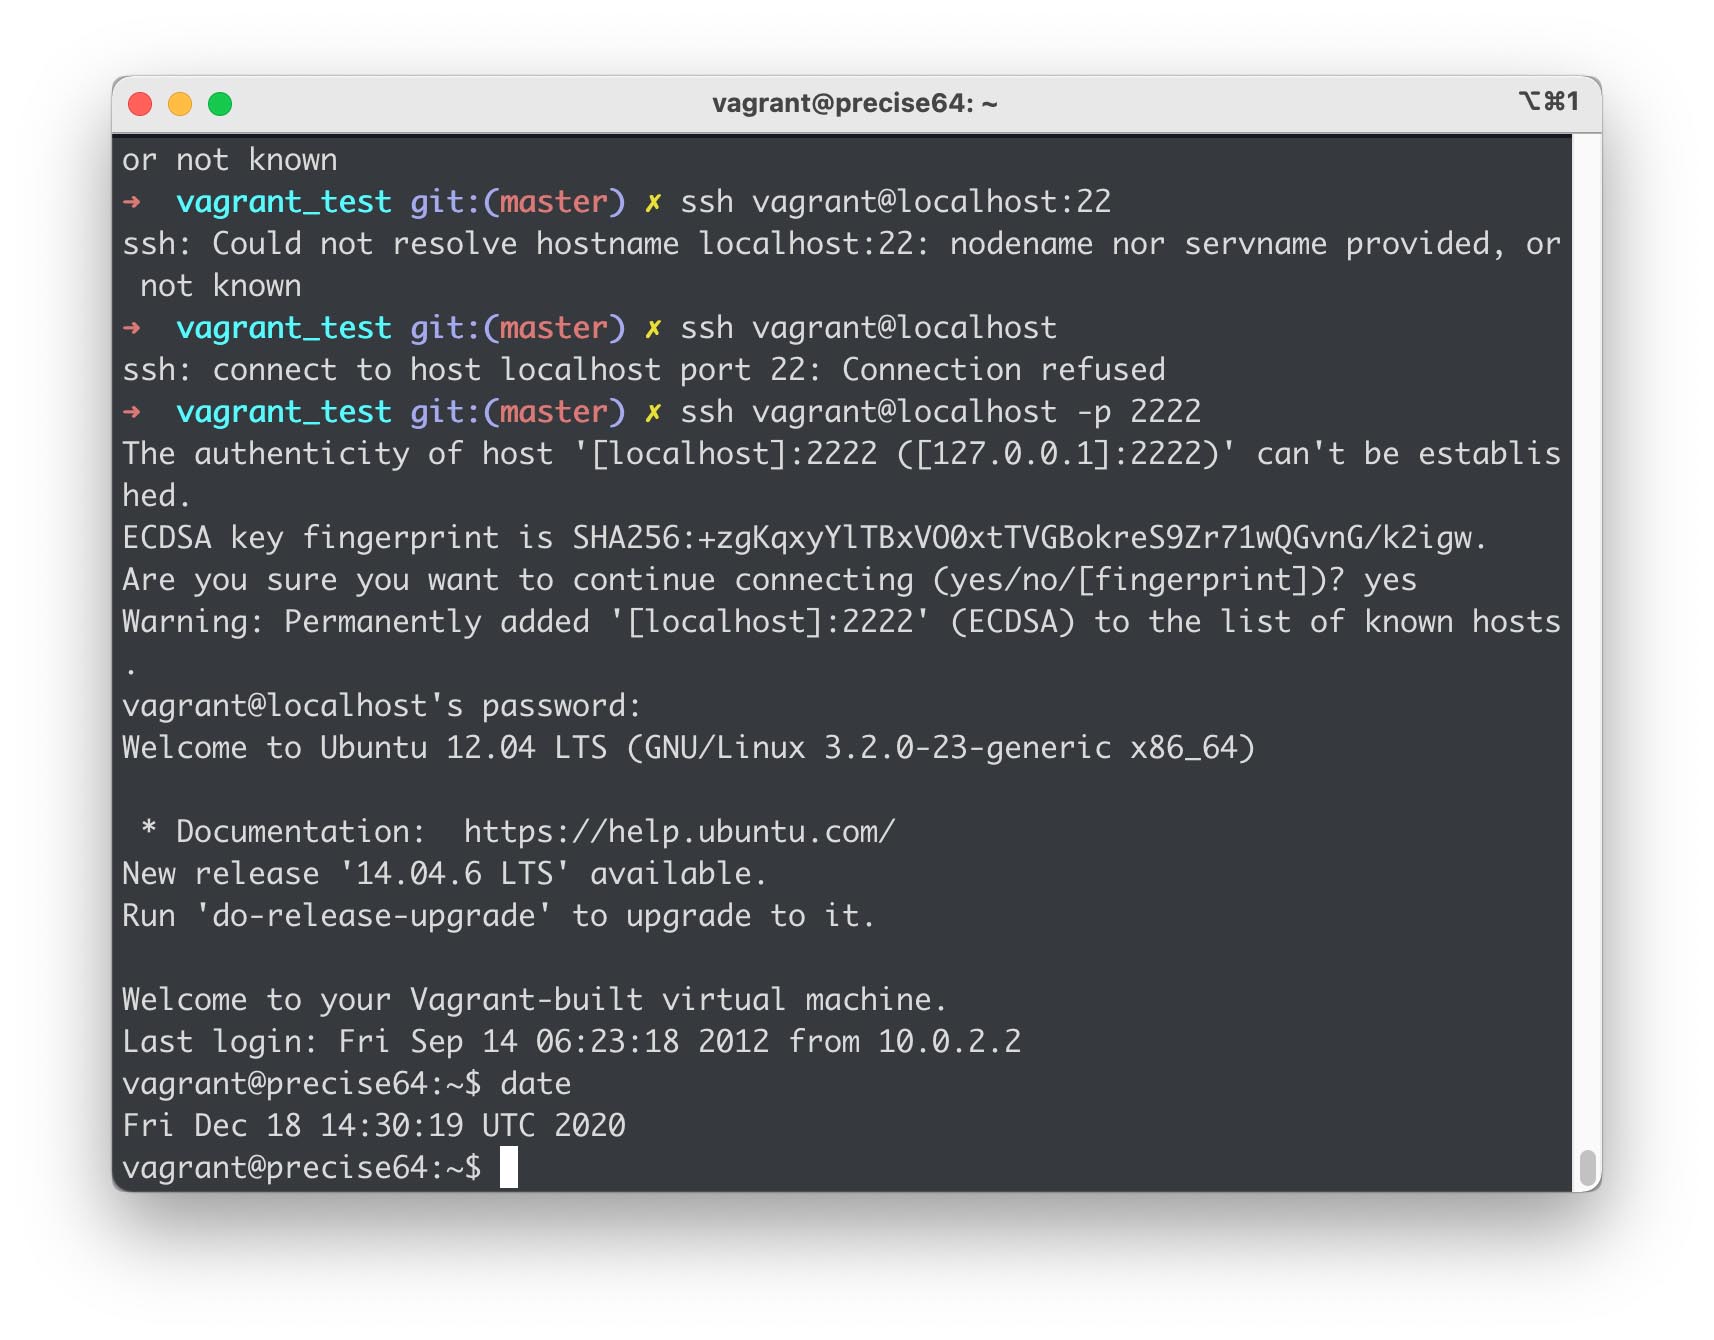 vagrant@precise64: ~
⌥⌘1
or not known
➜  vagrant_test git:(master) ✗ ssh vagrant@localhost:22
ssh: Could not resolve hostname localhost:22: nodename nor servname provided, or
 not known
➜  vagrant_test git:(master) ✗ ssh vagrant@localhost
ssh: connect to host localhost port 22: Connection refused
➜  vagrant_test git:(master) ✗ ssh vagrant@localhost -p 2222
The authenticity of host '[localhost]:2222 ([127.0.0.1]:2222)' can't be establis
hed.
ECDSA key fingerprint is SHA256:+zgKqxyYlTBxVO0xtTVGBokreS9Zr71wQGvnG/k2igw.
Are you sure you want to continue connecting (yes/no/[fingerprint])? yes
Warning: Permanently added '[localhost]:2222' (ECDSA) to the list of known hosts
.
vagrant@localhost's password:
Welcome to Ubuntu 12.04 LTS (GNU/Linux 3.2.0-23-generic x86_64)

 * Documentation:  https://help.ubuntu.com/
New release '14.04.6 LTS' available.
Run 'do-release-upgrade' to upgrade to it.

Welcome to your Vagrant-built virtual machine.
Last login: Fri Sep 14 06:23:18 2012 from 10.0.2.2
vagrant@precise64:~$ date
Fri Dec 18 14:30:19 UTC 2020
vagrant@precise64:~$